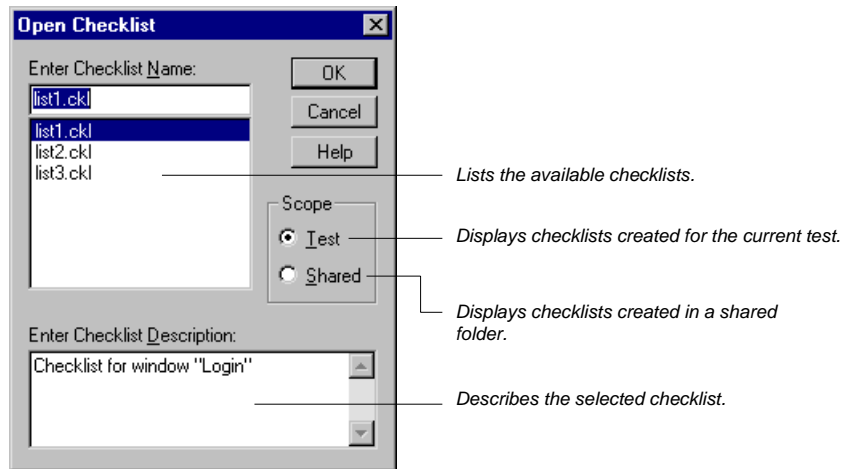 Open Checklist
Enter Checklist Name:
list1.ckl
list1.ckl
list2.ckl
list3.ckl
OK
Cancel
Help
Scope
Test
Shared
Enter Checklist Description:
Checklist for window "Login"
Lists the available checklists.
Displays checklists created for the current test.
Displays checklists created in a shared
folder.
Describes the selected checklist.